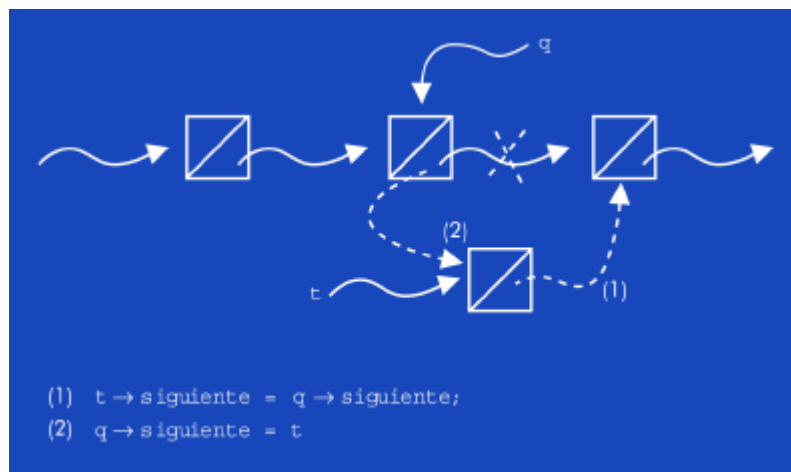 q
(2)
t
(1)
(1) t → siguiente = q → siguiente;
(2) q → siguiente = t